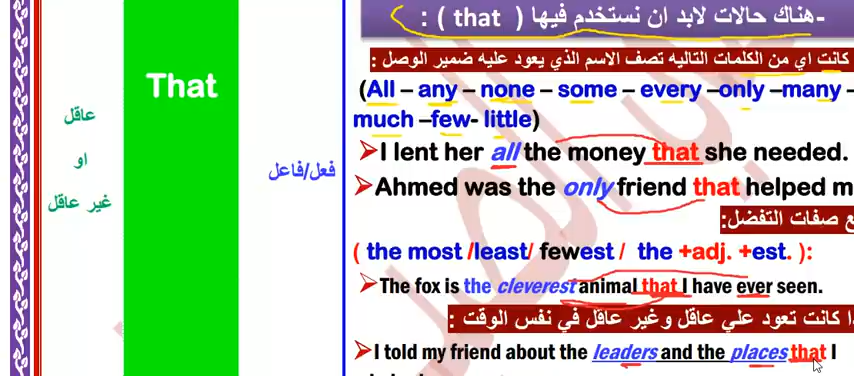 -هناك حالات لابد ان نستخدم فيها ( that ) :
كانت اي من الكلمات التاليه تصف الاسم الذي يعود عليه ضمير الوصل :
(All – any – none – some – every –only –many –
much –few- little)
➢I lent her all the money that she needed.
➢Ahmed was the only friend that helped m
ع صفات التفضل:
( the most /least/ fewest / the +adj. +est. ):
➢The fox is the cleverest animal that I have ever seen.
ا كانت تعود علي عاقل وغير عاقل في نفس الوقت :
➢I told my friend about the leaders and the places that I
فعل/فاعل
That
عاقل
او
غير عاقل